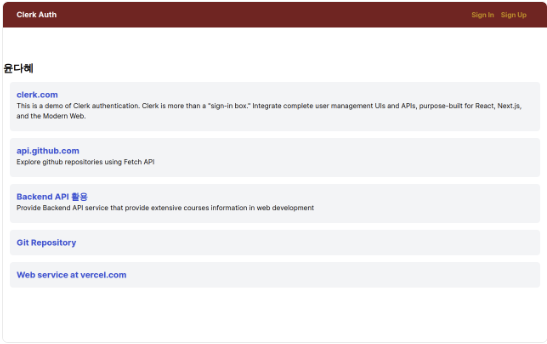 Clerk Auth
Sign In Sign Up
윤다혜
clerk.com
This is a demo of Clerk authentication. Clerk is more than a "sign-in box." Integrate complete user management UIs and APIs, purpose-built for React, Next.js,
and the Modern Web.
api.github.com
Explore github repositories using Fetch API
Backend API 활용
Provide Backend API service that provide extensive courses information in web development
Git Repository
Web service at vercel.com